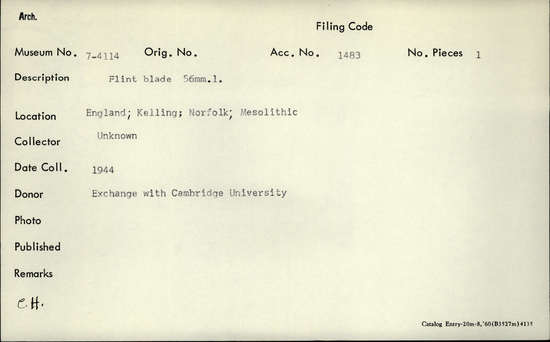 Arch.
Filing Code
Museum No. 7-4114 Orig. No. Acc. No. 1483 No. Pieces 1
Description Flint blade 56mm.l.
Location England; Kelling; Norfolk; Mesolithic
Collector Unknown
Date Coll. 1944
Donor Exchange with Cambridge University
Photo
Published
Remarks
C.H.
Catalog Entry-20m-8,'60(B3527m)4135